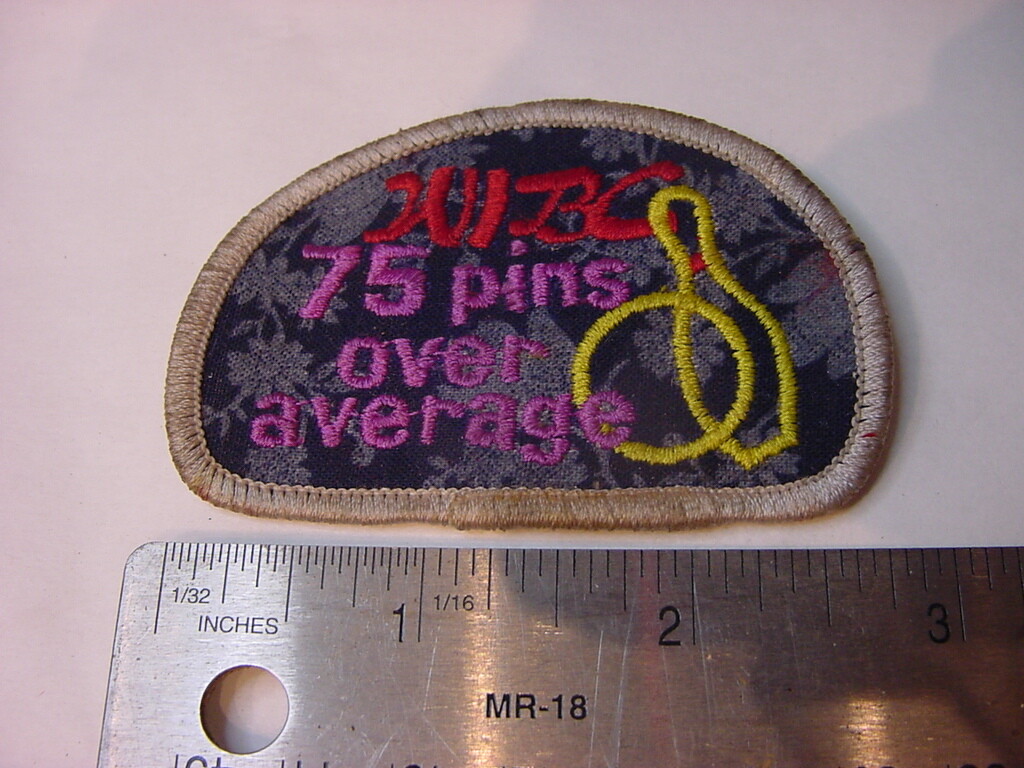 WIBC
75 pins
over
average
1/32
INCHES
1
1/16
2
3
MR-18